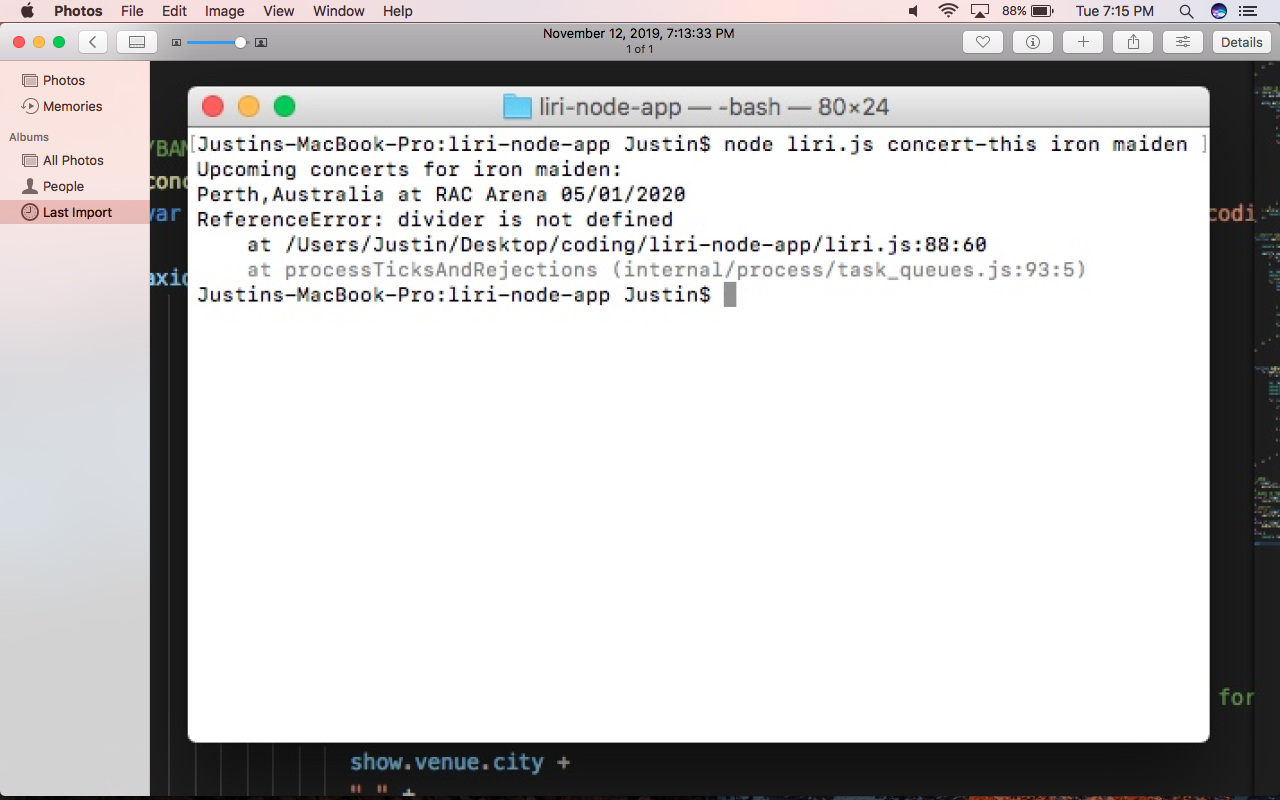 Photos File Edit Image View Window Help 88% Tue 7:15 PM
November 12, 2019, 7:13:33 PM
1 of 1
Details
Photos
Memories
Albums
All Photos
People
Last Import
liri-node-app — -bash — 80×24
[Justins-MacBook-Pro:liri-node-app Justin$ node liri.js concert-this iron maiden ]
Upcoming concerts for iron maiden:
Perth,Australia at RAC Arena 05/01/2020
ReferenceError: divider is not defined
at /Users/Justin/Desktop/coding/liri-node-app/liri.js:88:60
at processTicksAndRejections (internal/process/task_queues.js:93:5)
Justins-MacBook-Pro:liri-node-app Justin$
/BAN
conc
var
codi
axio
for
show.venue.city +
" " +